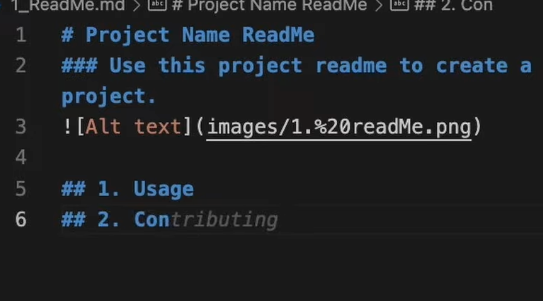 1_ReadMe.md > # Project Name ReadMe > ## 2. Con
1 # Project Name ReadMe
2 ### Use this project readme to create a
project.
3 ![Alt text](images/1.%20readMe.png)
4
5 ## 1. Usage
6 ## 2. Contributing